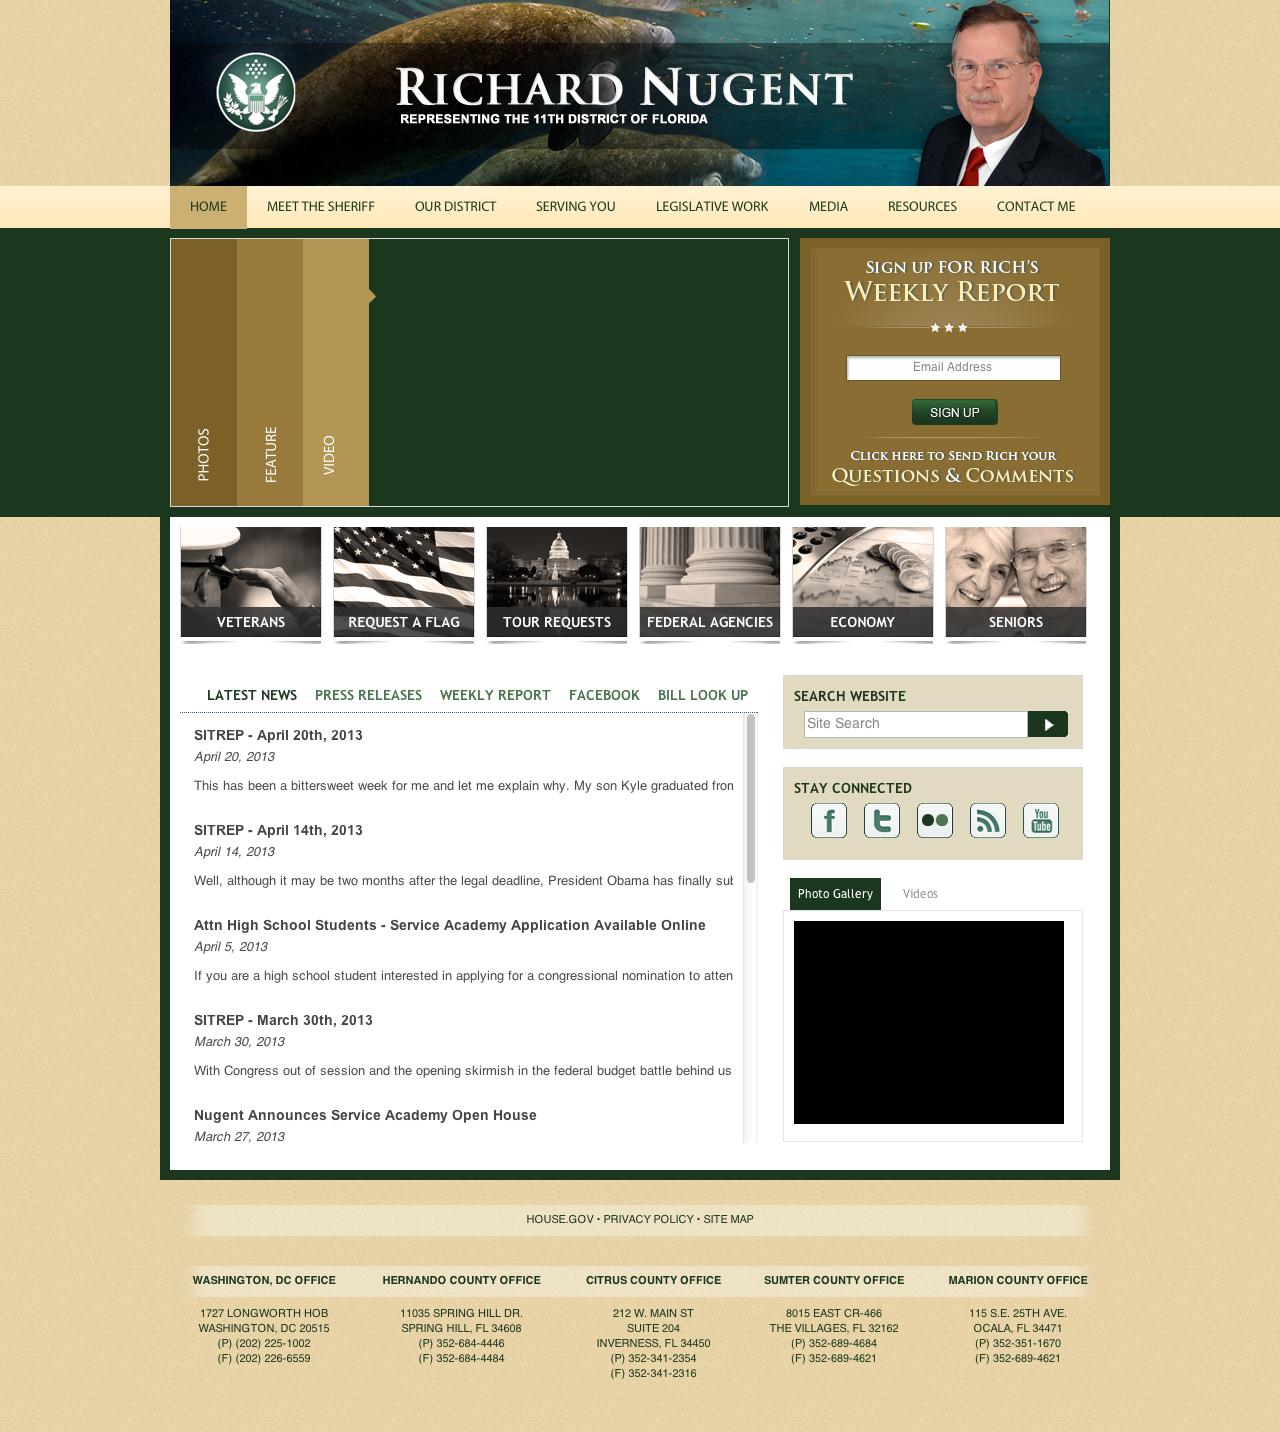 RICHARD NUGENT
REPRESENTING THE 11TH DISTRICT OF FLORIDA
HOME MEET THE SHERIFF OUR DISTRICT SERVING YOU LEGISLATIVE WORK MEDIA RESOURCES CONTACT ME
PHOTOS
FEATURE
VIDEO
SIGN UP FOR RICH'S
WEEKLY REPORT
Email Address
SIGN UP
CLICK HERE TO SEND RICH YOUR
QUESTIONS & COMMENTS
VETERANS REQUEST A FLAG TOUR REQUESTS FEDERAL AGENCIES ECONOMY SENIORS
LATEST NEWS PRESS RELEASES WEEKLY REPORT FACEBOOK BILL LOOK UP
SITREP - April 20th, 2013
April 20, 2013
This has been a bittersweet week for me and let me explain why. My son Kyle graduated from
SITREP - April 14th, 2013
April 14, 2013
Well, although it may be two months after the legal deadline, President Obama has finally sub
Attn High School Students - Service Academy Application Available Online
April 5, 2013
If you are a high school student interested in applying for a congressional nomination to atten
SITREP - March 30th, 2013
March 30, 2013
With Congress out of session and the opening skirmish in the federal budget battle behind us
Nugent Announces Service Academy Open House
March 27, 2013
SEARCH WEBSITE
Site Search
STAY CONNECTED
You Tube
Photo Gallery Videos
HOUSE.GOV • PRIVACY POLICY • SITE MAP
WASHINGTON, DC OFFICE
1727 LONGWORTH HOB
WASHINGTON, DC 20515
(P) (202) 225-1002
(F) (202) 226-6559
HERNANDO COUNTY OFFICE
11035 SPRING HILL DR.
SPRING HILL, FL 34608
(P) 352-684-4446
(F) 352-684-4484
CITRUS COUNTY OFFICE
212 W. MAIN ST
SUITE 204
INVERNESS, FL 34450
(P) 352-341-2354
(F) 352-341-2316
SUMTER COUNTY OFFICE
8015 EAST CR-466
THE VILLAGES, FL 32162
(P) 352-689-4684
(F) 352-689-4621
MARION COUNTY OFFICE
115 S.E. 25TH AVE.
OCALA, FL 34471
(P) 352-351-1670
(F) 352-689-4621